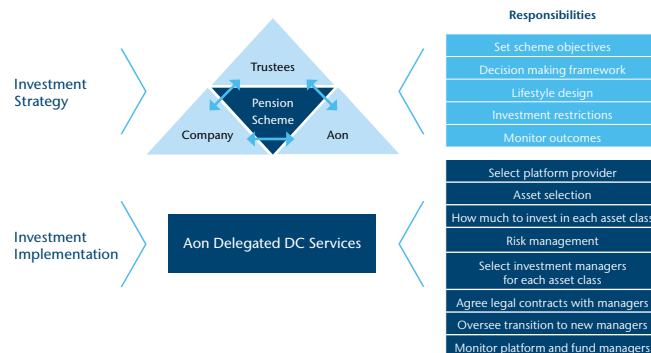 Responsibilities
Investment
Strategy
Trustees
Pension
Scheme
Company
Aon
Set scheme objectives
Decision making framework
Lifestyle design
Investment restrictions
Monitor outcomes
Investment
Implementation
Aon Delegated DC Services
Select platform provider
Asset selection
How much to invest in each asset class
Risk management
Select investment managers
for each asset class
Agree legal contracts with managers
Oversee transition to new managers
Monitor platform and fund managers